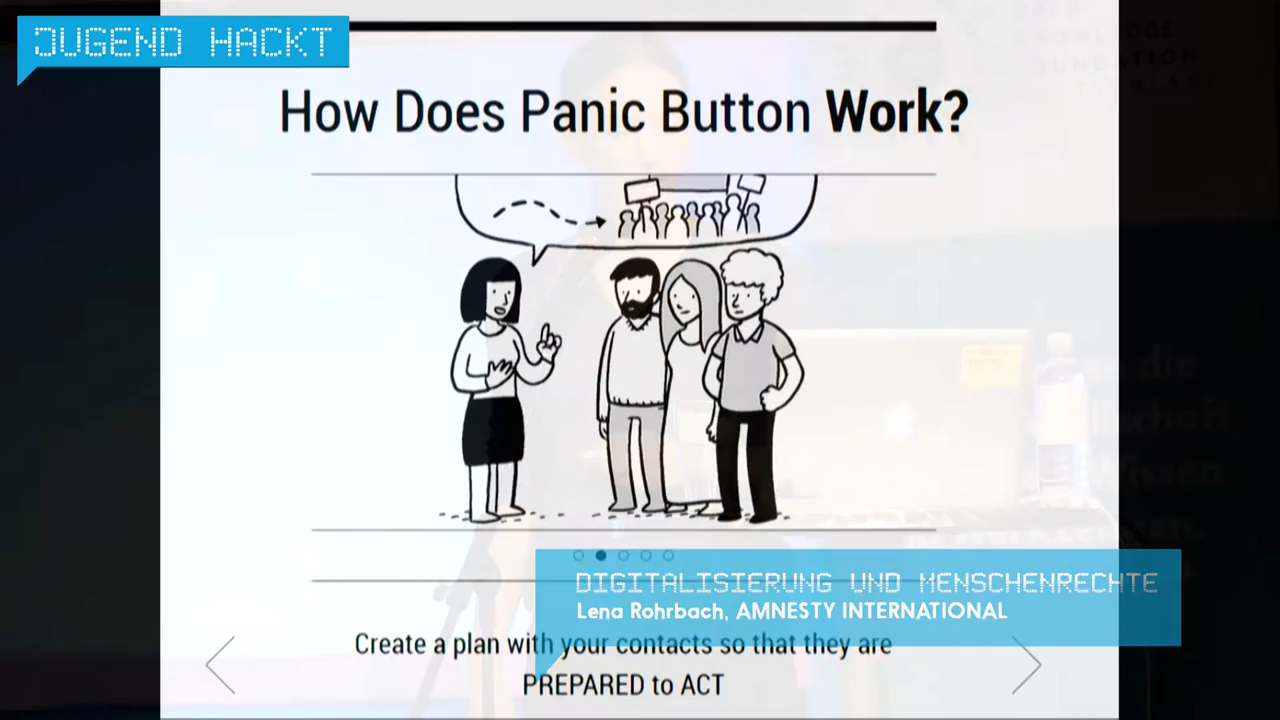 JUGEND HACKT
How Does Panic Button Work?
DIGITALISIERUNG UND MENSCHENRECHTE
Lena Rohrbach, AMNESTY INTERNATIONAL
Create a plan with your contacts so that they are
PREPARED to ACT